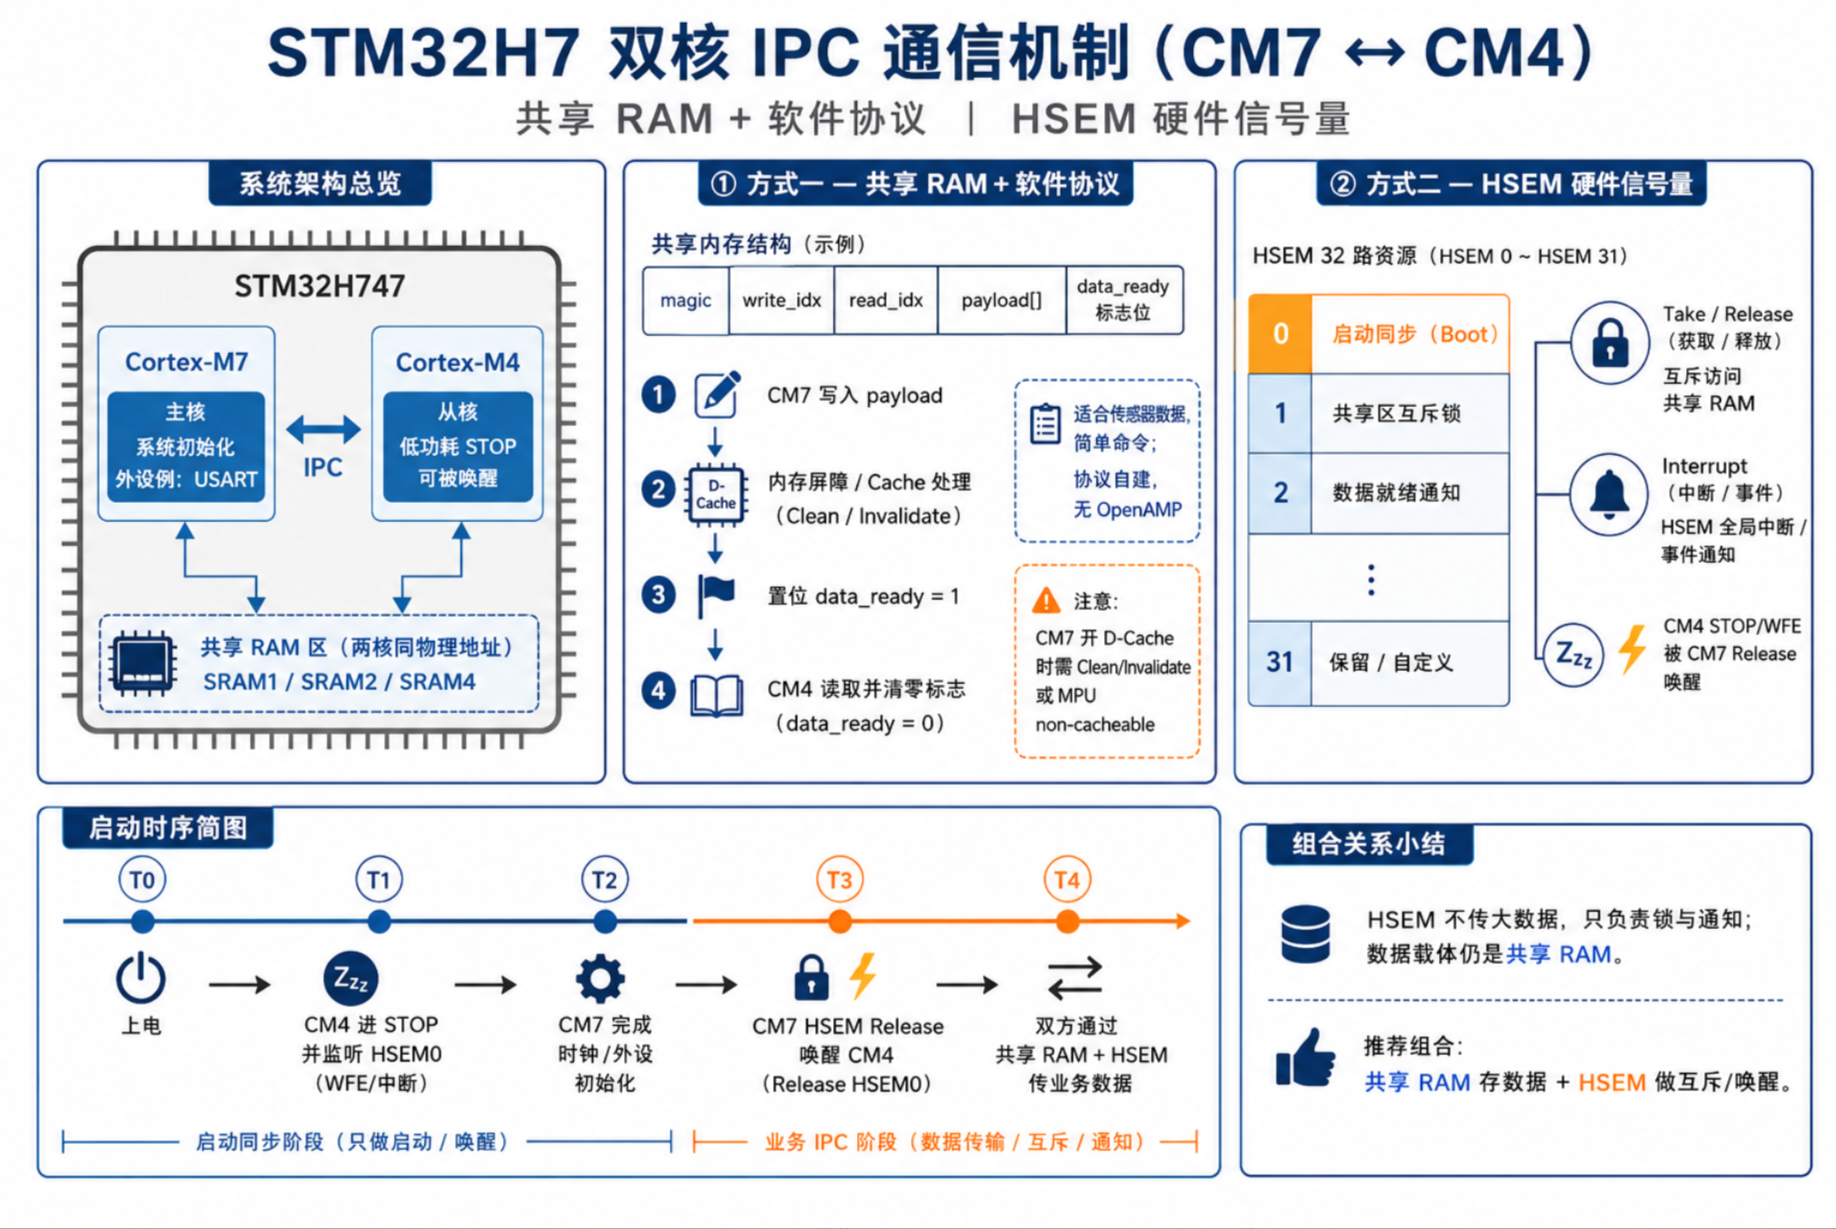 STM32H7 双核 IPC 通信机制（CM7 ↔ CM4）
共享 RAM + 软件协议 | HSEM 硬件信号量
系统架构总览
STM32H747
Cortex-M7
主核
系统初始化
外设例：USART
IPC
Cortex-M4
从核
低功耗 STOP
可被唤醒
共享 RAM 区（两核同物理地址）
SRAM1 / SRAM2 / SRAM4
① 方式一 — 共享 RAM + 软件协议
共享内存结构（示例）
magic
write_idx
read_idx
payload[]
data_ready
标志位
1
CM7 写入 payload
2
D-
Cache
内存屏障 / Cache 处理
（Clean / Invalidate）
3
置位 data_ready = 1
4
CM4 读取并清零标志
（data_ready = 0）
适合传感器数据，
简单命令；
协议自建，
无 OpenAMP
注意：
CM7 开 D-Cache
时需 Clean/Invalidate
或 MPU
non-cacheable
② 方式二 — HSEM 硬件信号量
HSEM 32 路资源（HSEM 0 ~ HSEM 31）
0 启动同步（Boot）
1 共享区互斥锁
2 数据就绪通知
⋮
31 保留 / 自定义
Take / Release
（获取 / 释放）
互斥访问
共享 RAM
Interrupt
（中断 / 事件）
HSEM 全局中断 /
事件通知
Zzz
CM4 STOP/WFE
被 CM7 Release
唤醒
启动时序简图
T0
T1
T2
T3
T4
上电
Zzz
CM4 进 STOP
并监听 HSEM0
（WFE/中断）
CM7 完成
时钟/外设
初始化
CM7 HSEM Release
唤醒 CM4
（Release HSEM0）
双方通过
共享 RAM + HSEM
传业务数据
启动同步阶段（只做启动 / 唤醒）
业务 IPC 阶段（数据传输 / 互斥 / 通知）
组合关系小结
HSEM 不传大数据，只负责锁与通知；
数据载体仍是共享 RAM。
推荐组合：
共享 RAM 存数据 + HSEM 做互斥/唤醒。